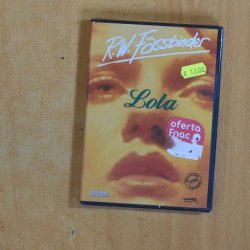 R.W. Fassbinder
€ 12,00
Lola
oferta
Fnac